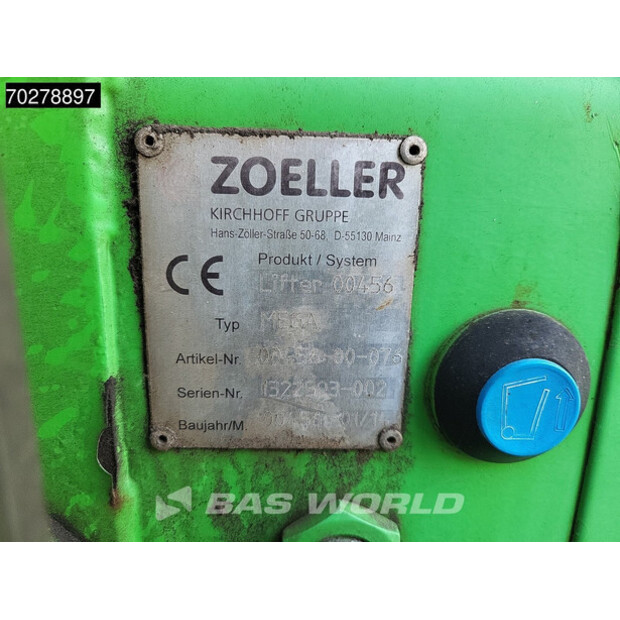 70278897
ZOELLER
KIRCHHOFF GRUPPE
Hans-Zöller-Straße 50-68, D-55130 Mainz
CE
Produkt / System
Lifter 00456
Typ
Artikel-Nr.
Serien-Nr.
Baujahr/M.
1
BAS WORLD